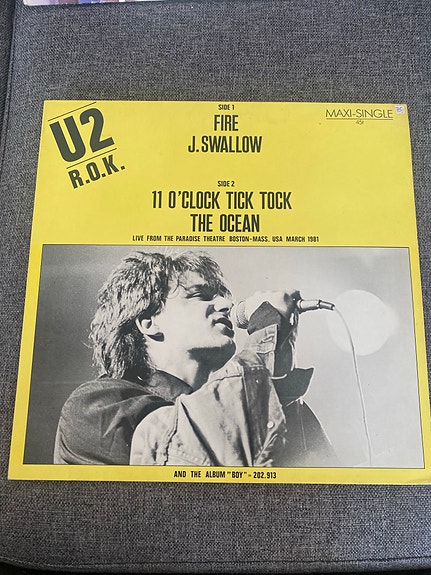 U2
R.O.K.
SIDE 1
FIRE
J. SWALLOW
MAXI-SINGLE
SIDE 2
11 O'CLOCK TICK TOCK
THE OCEAN
LIVE FROM THE PARADISE THEATRE BOSTON-MASS. USA MARCH 1981
AND THE ALBUM "BOY" - 202.913